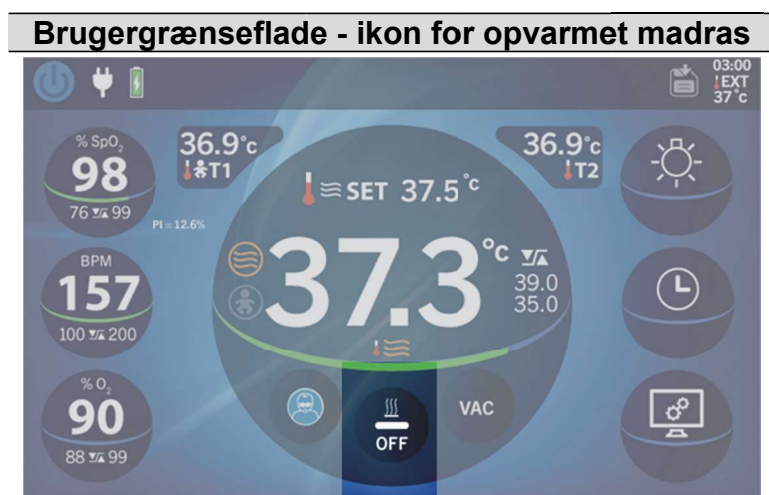 Brugergrænseflade - ikon for opvarmet madras
03:00
EXT
37°c
% SpO₂
98
76 99
PI = 12.6%
36.9°c
T1
36.9°c
T2
SET 37.5°c
37.3°c
39.0
35.0
BPM
157
100 200
% O₂
90
88 99
OFF
VAC